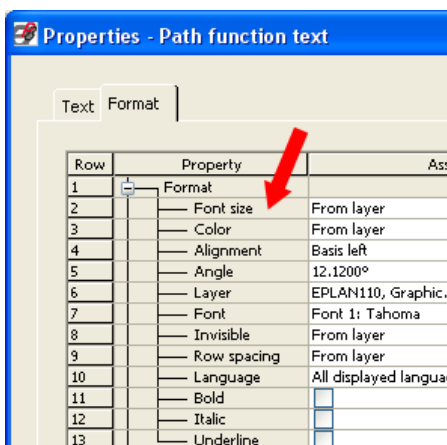 Properties - Path function text
Text Format
Row Property
1 Format
2 Font size From layer
3 Color From layer
4 Alignment Basis left
5 Angle 12.1200°
6 Layer EPLAN110, Graphic.
7 Font Font 1: Tahoma
8 Invisible From layer
9 Row spacing From layer
10 Language All displayed langua
11 Bold
12 Italic
13 Underline